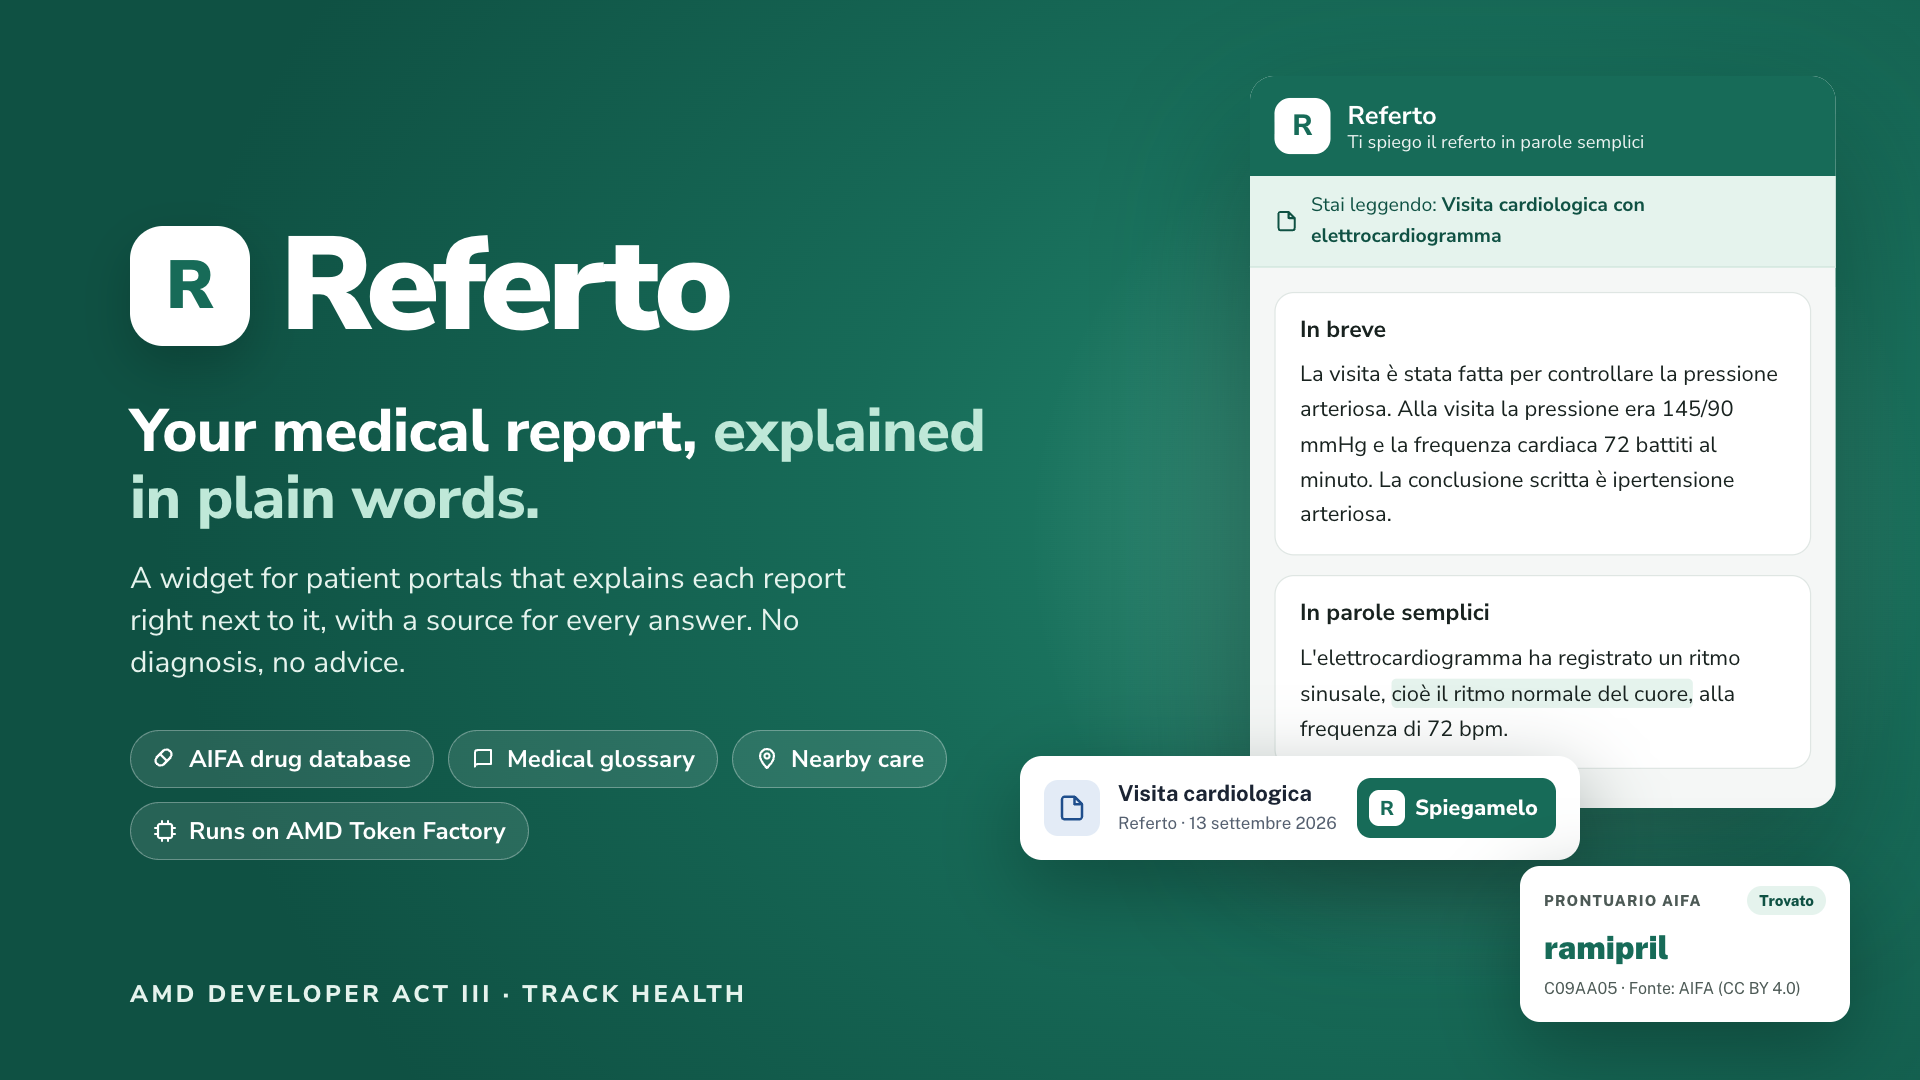 R Referto
Your medical report, explained
in plain words.
A widget for patient portals that explains each report
right next to it, with a source for every answer. No
diagnosis, no advice.
AIFA drug database
Medical glossary
Nearby care
Runs on AMD Token Factory
AMD DEVELOPER ACT III · TRACK HEALTH
R Referto
Ti spiego il referto in parole semplici
Stai leggendo: Visita cardiologica con
elettrocardiogramma
In breve
La visita è stata fatta per controllare la pressione
arteriosa. Alla visita la pressione era 145/90
mmHg e la frequenza cardiaca 72 battiti al
minuto. La conclusione scritta è ipertensione
arteriosa.
In parole semplici
L'elettrocardiogramma ha registrato un ritmo
sinusale, cioè il ritmo normale del cuore, alla
frequenza di 72 bpm.
Visita cardiologica
Referto · 13 settembre 2026
R Spiegamelo
PRONTUARIO AIFA
Trovato
ramipril
C09AA05 · Fonte: AIFA (CC BY 4.0)